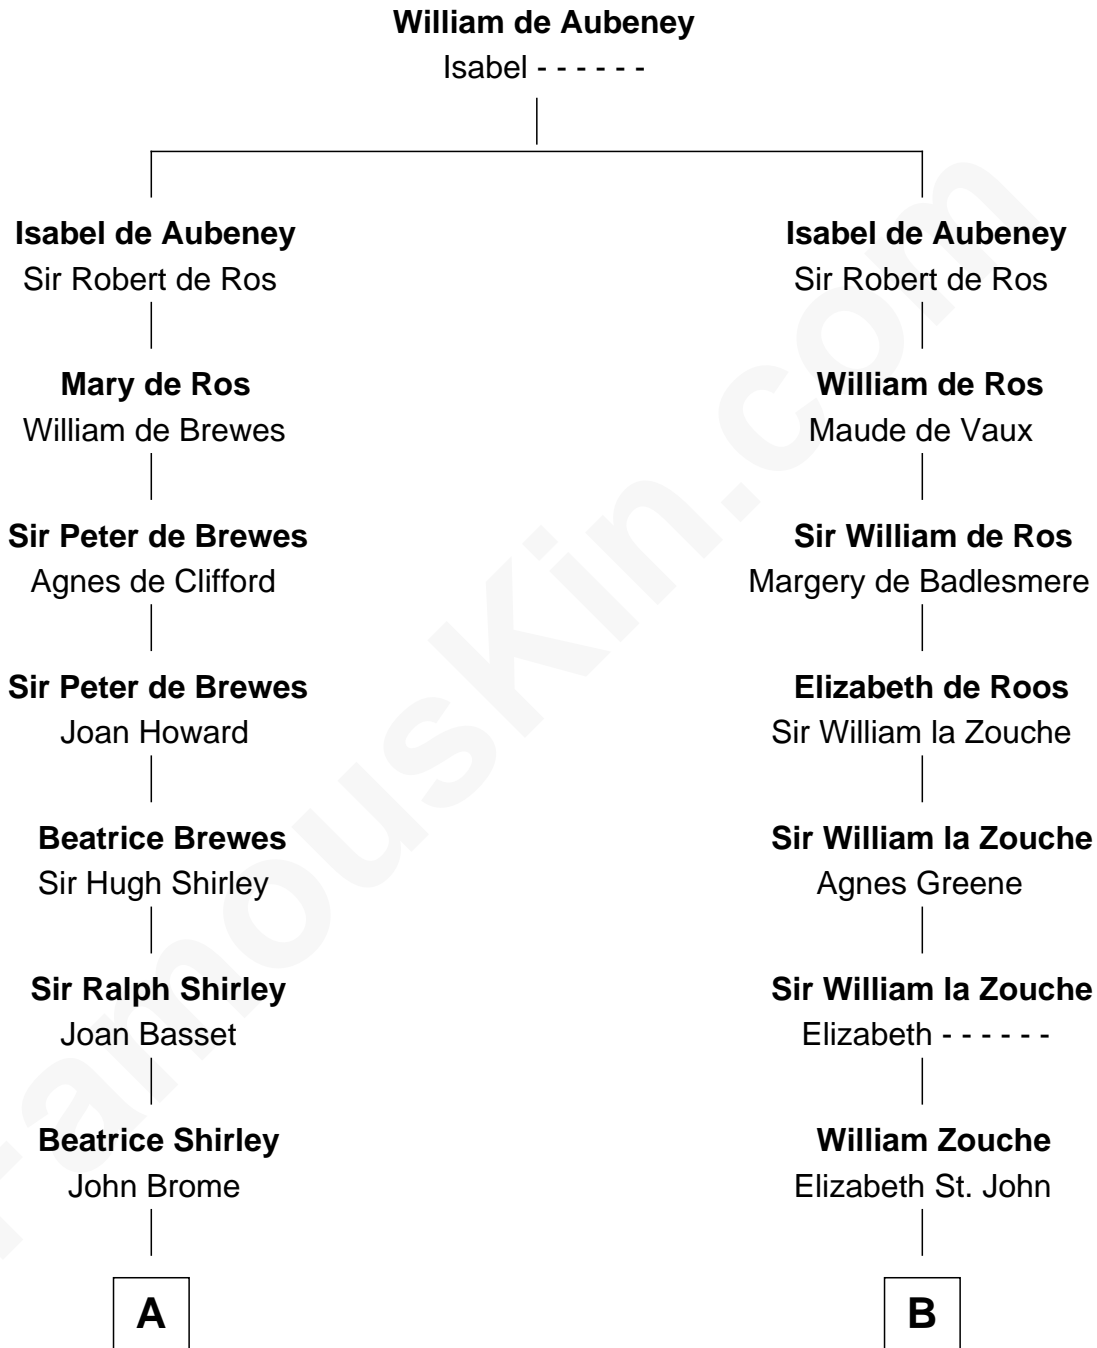 William de Aubeney
Isabel - - - - - -
Isabel de Aubeney
Sir Robert de Ros
Isabel de Aubeney
Sir Robert de Ros
Mary de Ros
William de Brewes
William de Ros
Maude de Vaux
Sir Peter de Brewes
Agnes de Clifford
Sir William de Ros
Margery de Badlesmere
Sir Peter de Brewes
Joan Howard
Elizabeth de Roos
Sir William la Zouche
Beatrice Brewes
Sir Hugh Shirley
Sir William la Zouche
Agnes Greene
Sir Ralph Shirley
Joan Basset
Sir William la Zouche
Elizabeth - - - - - -
Beatrice Shirley
John Brome
William Zouche
Elizabeth St. John
A
B
FamousKin.com